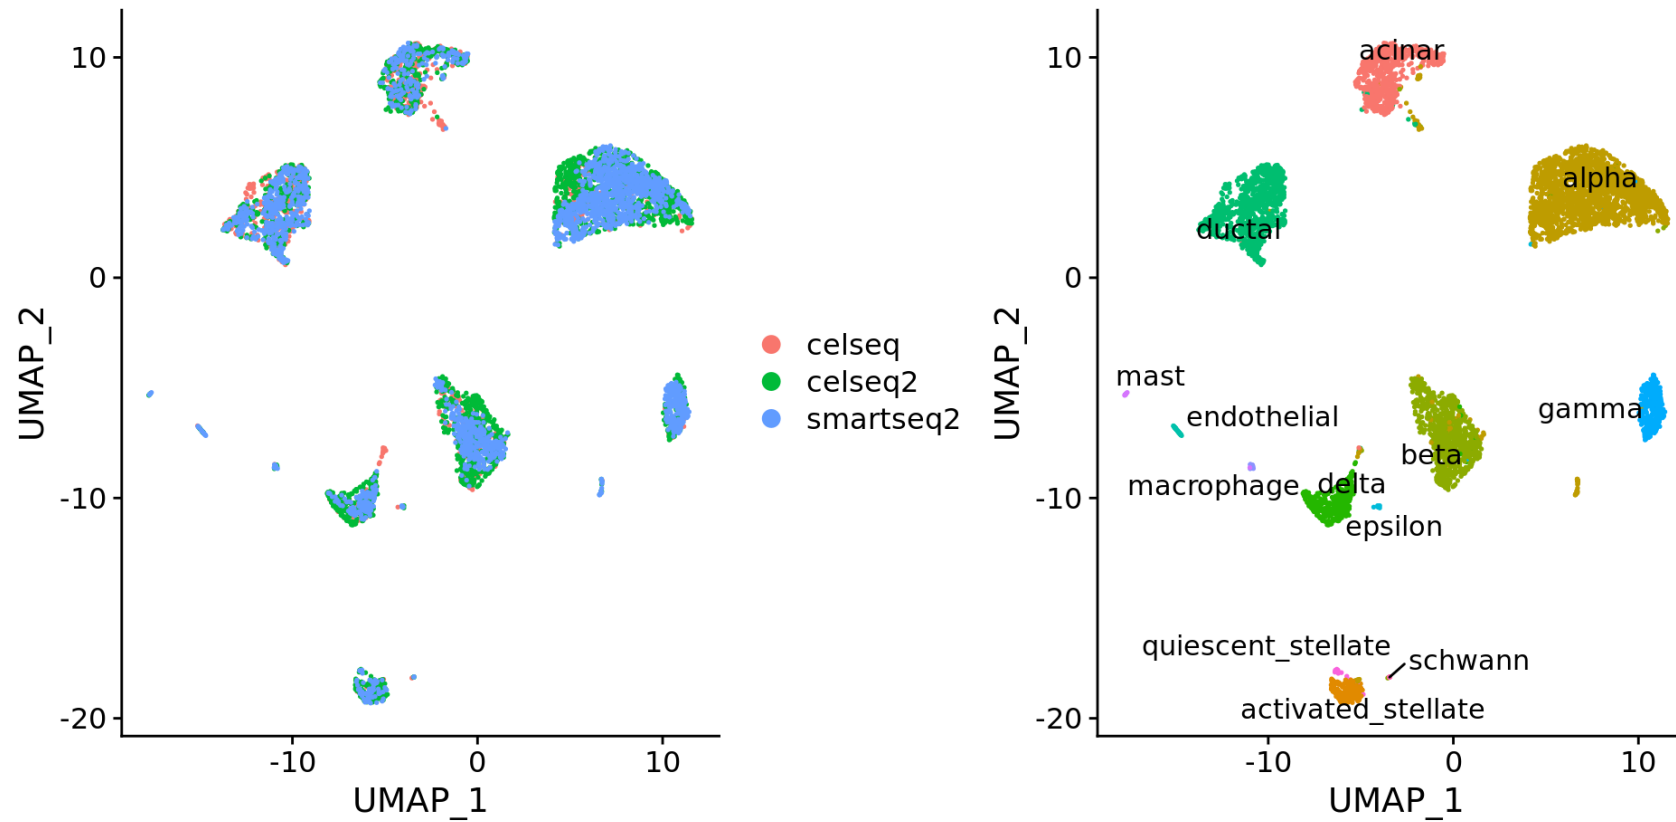 10
0
-10
-20
UMAP_2
-10
0
10
UMAP_1
celseq
celseq2
smartseq2
10
0
-10
-20
UMAP_2
-10
0
10
UMAP_1
acinar
alpha
ductal
mast
endothelial
gamma
beta
macrophage
delta
epsilon
quiescent_stellate
schwann
activated_stellate